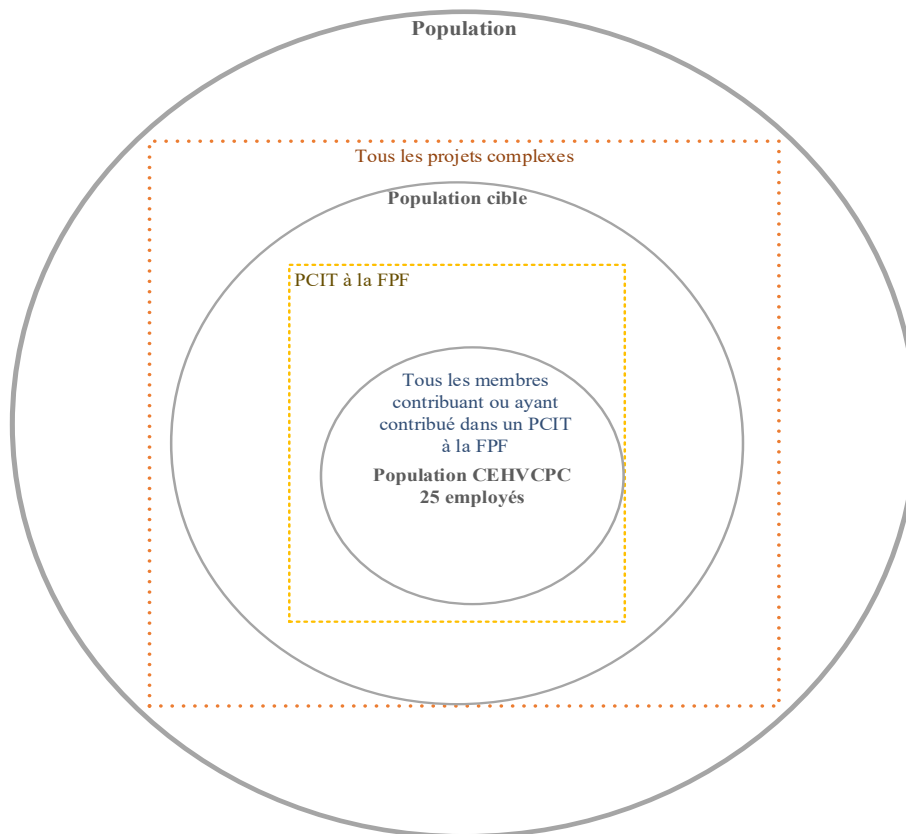 Population
Tous les projets complexes
Population cible
PCIT à la FPF
Tous les membres
contribuant ou ayant
contribué dans un PCIT
à la FPF
Population CEHVCPC
25 employés